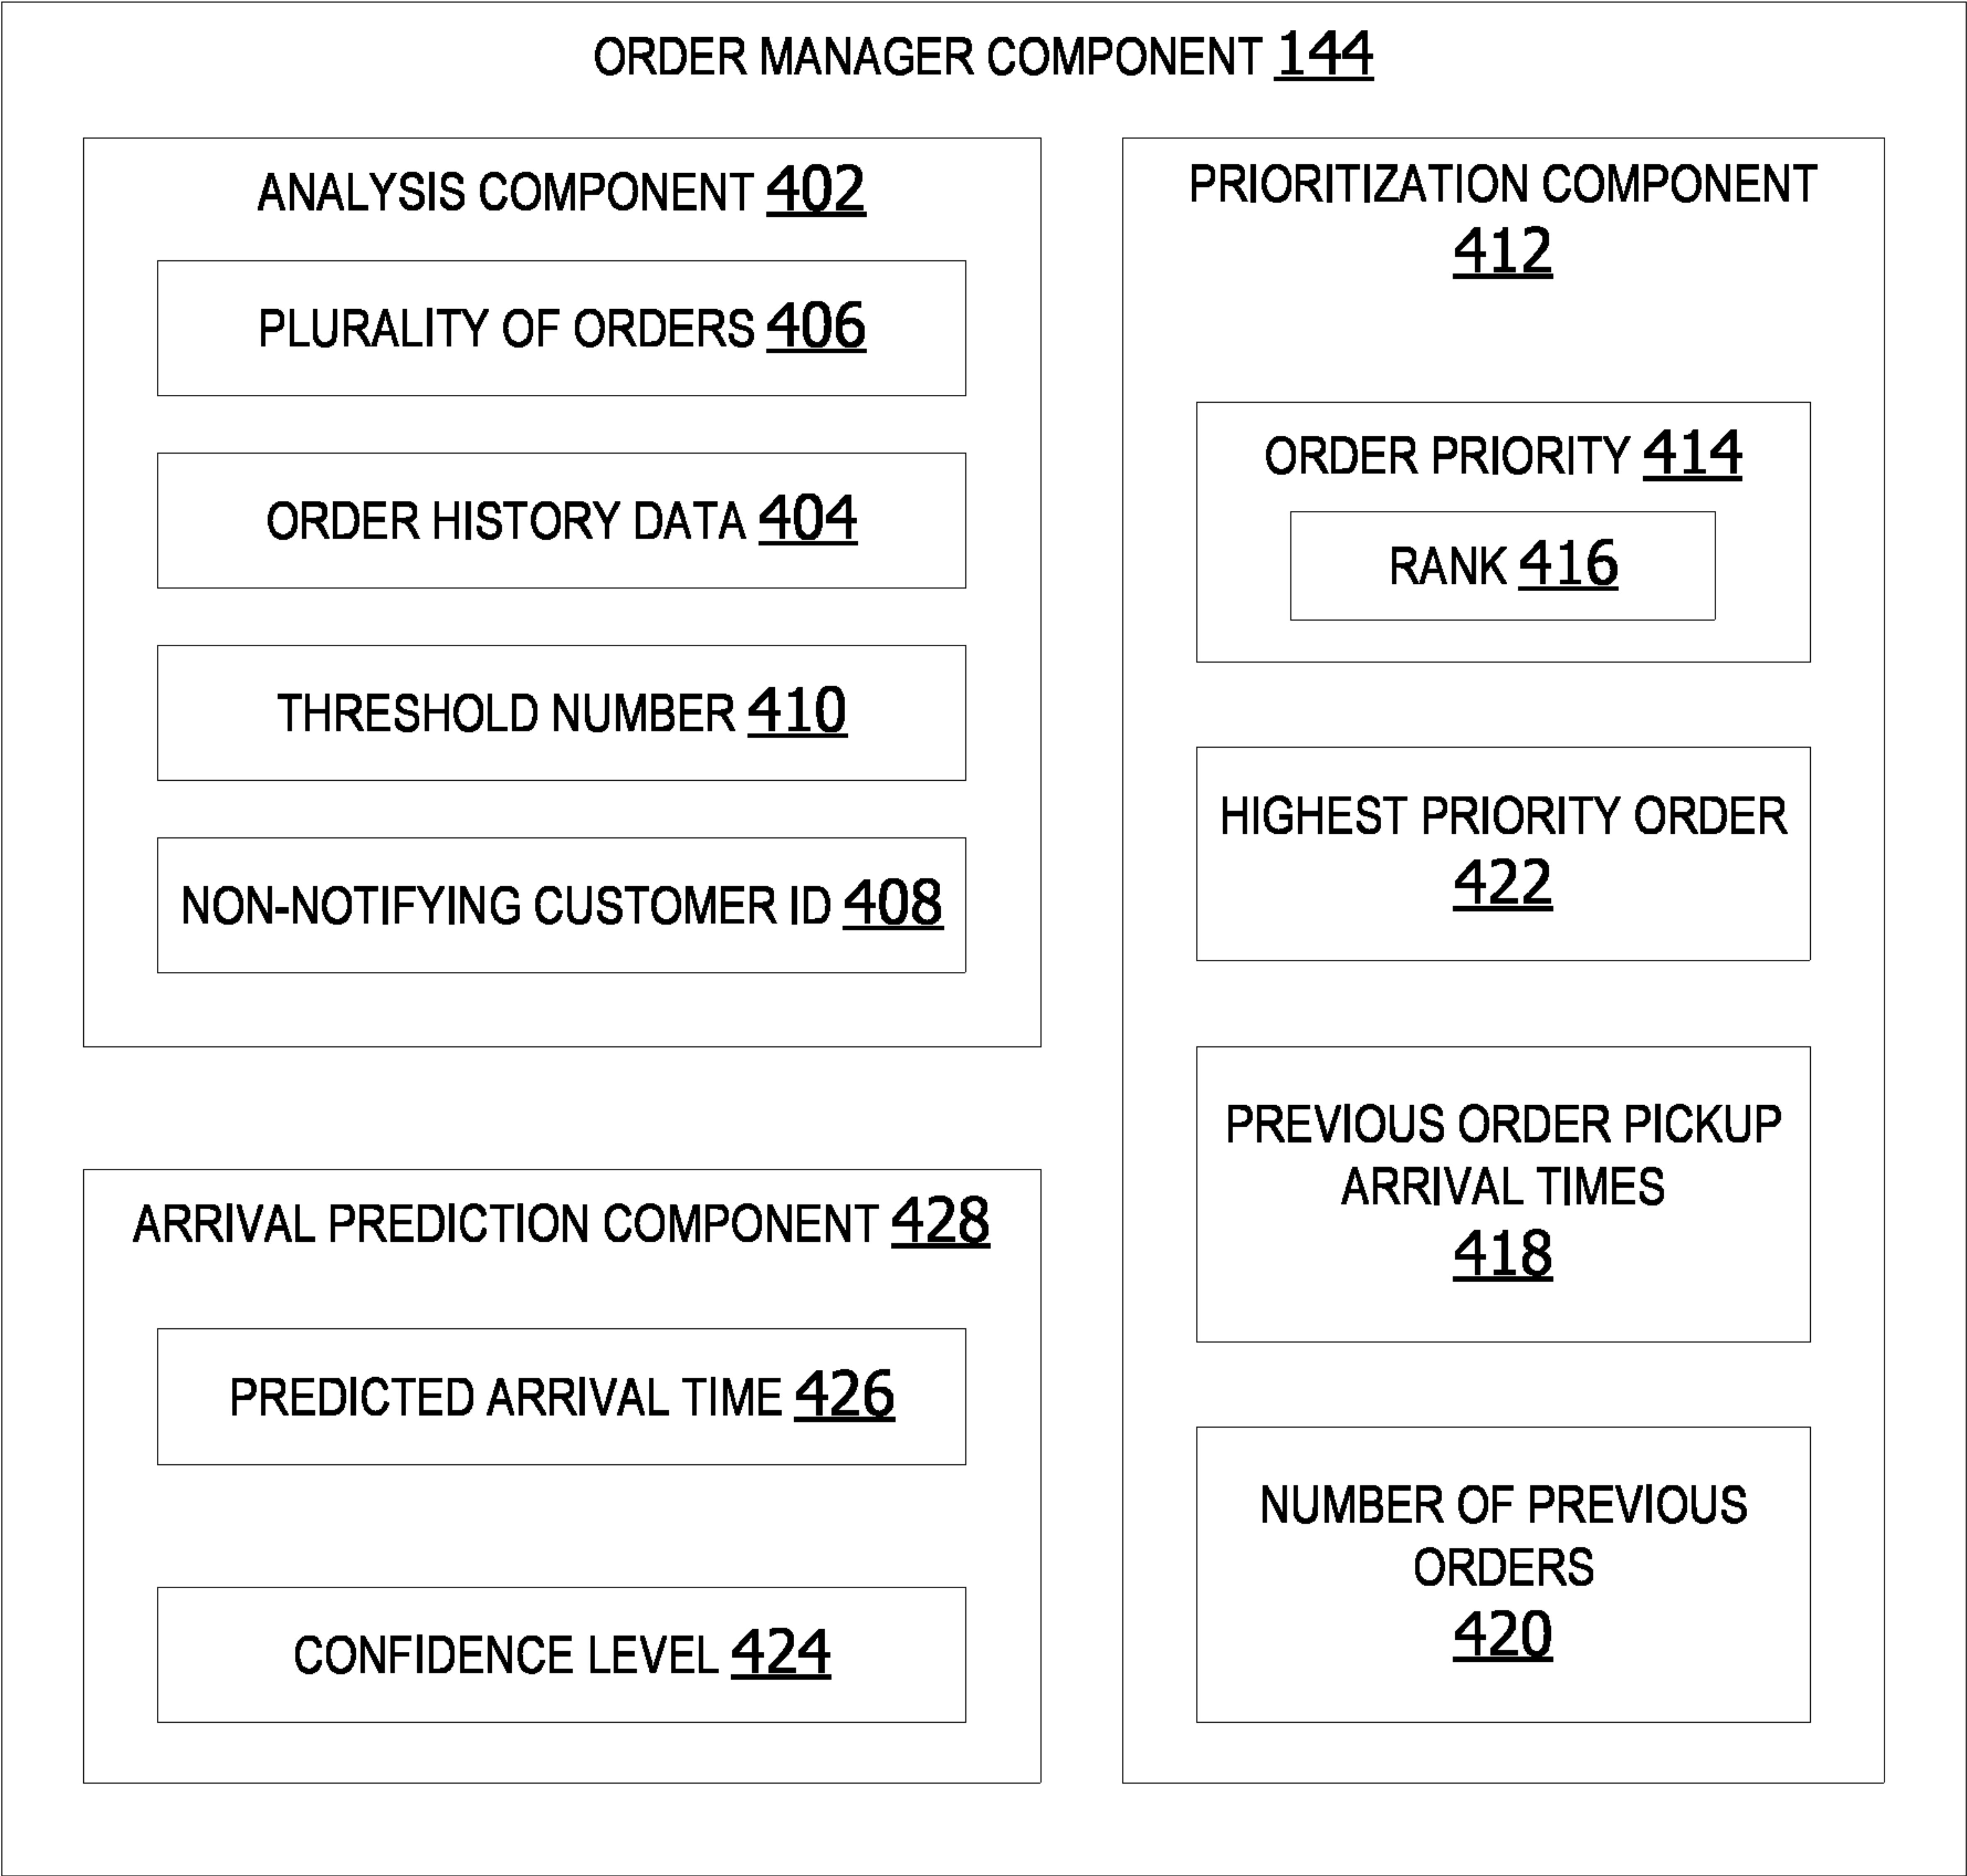 ORDER MANAGER COMPONENT 144
ANALYSIS COMPONENT 402
PLURALITY OF ORDERS 406
ORDER HISTORY DATA 404
THRESHOLD NUMBER 410
NON-NOTIFYING CUSTOMER ID 408
ARRIVAL PREDICTION COMPONENT 428
PREDICTED ARRIVAL TIME 426
CONFIDENCE LEVEL 424
PRIORITIZATION COMPONENT
412
ORDER PRIORITY 414
RANK 416
HIGHEST PRIORITY ORDER
422
PREVIOUS ORDER PICKUP
ARRIVAL TIMES
418
NUMBER OF PREVIOUS
ORDERS
420